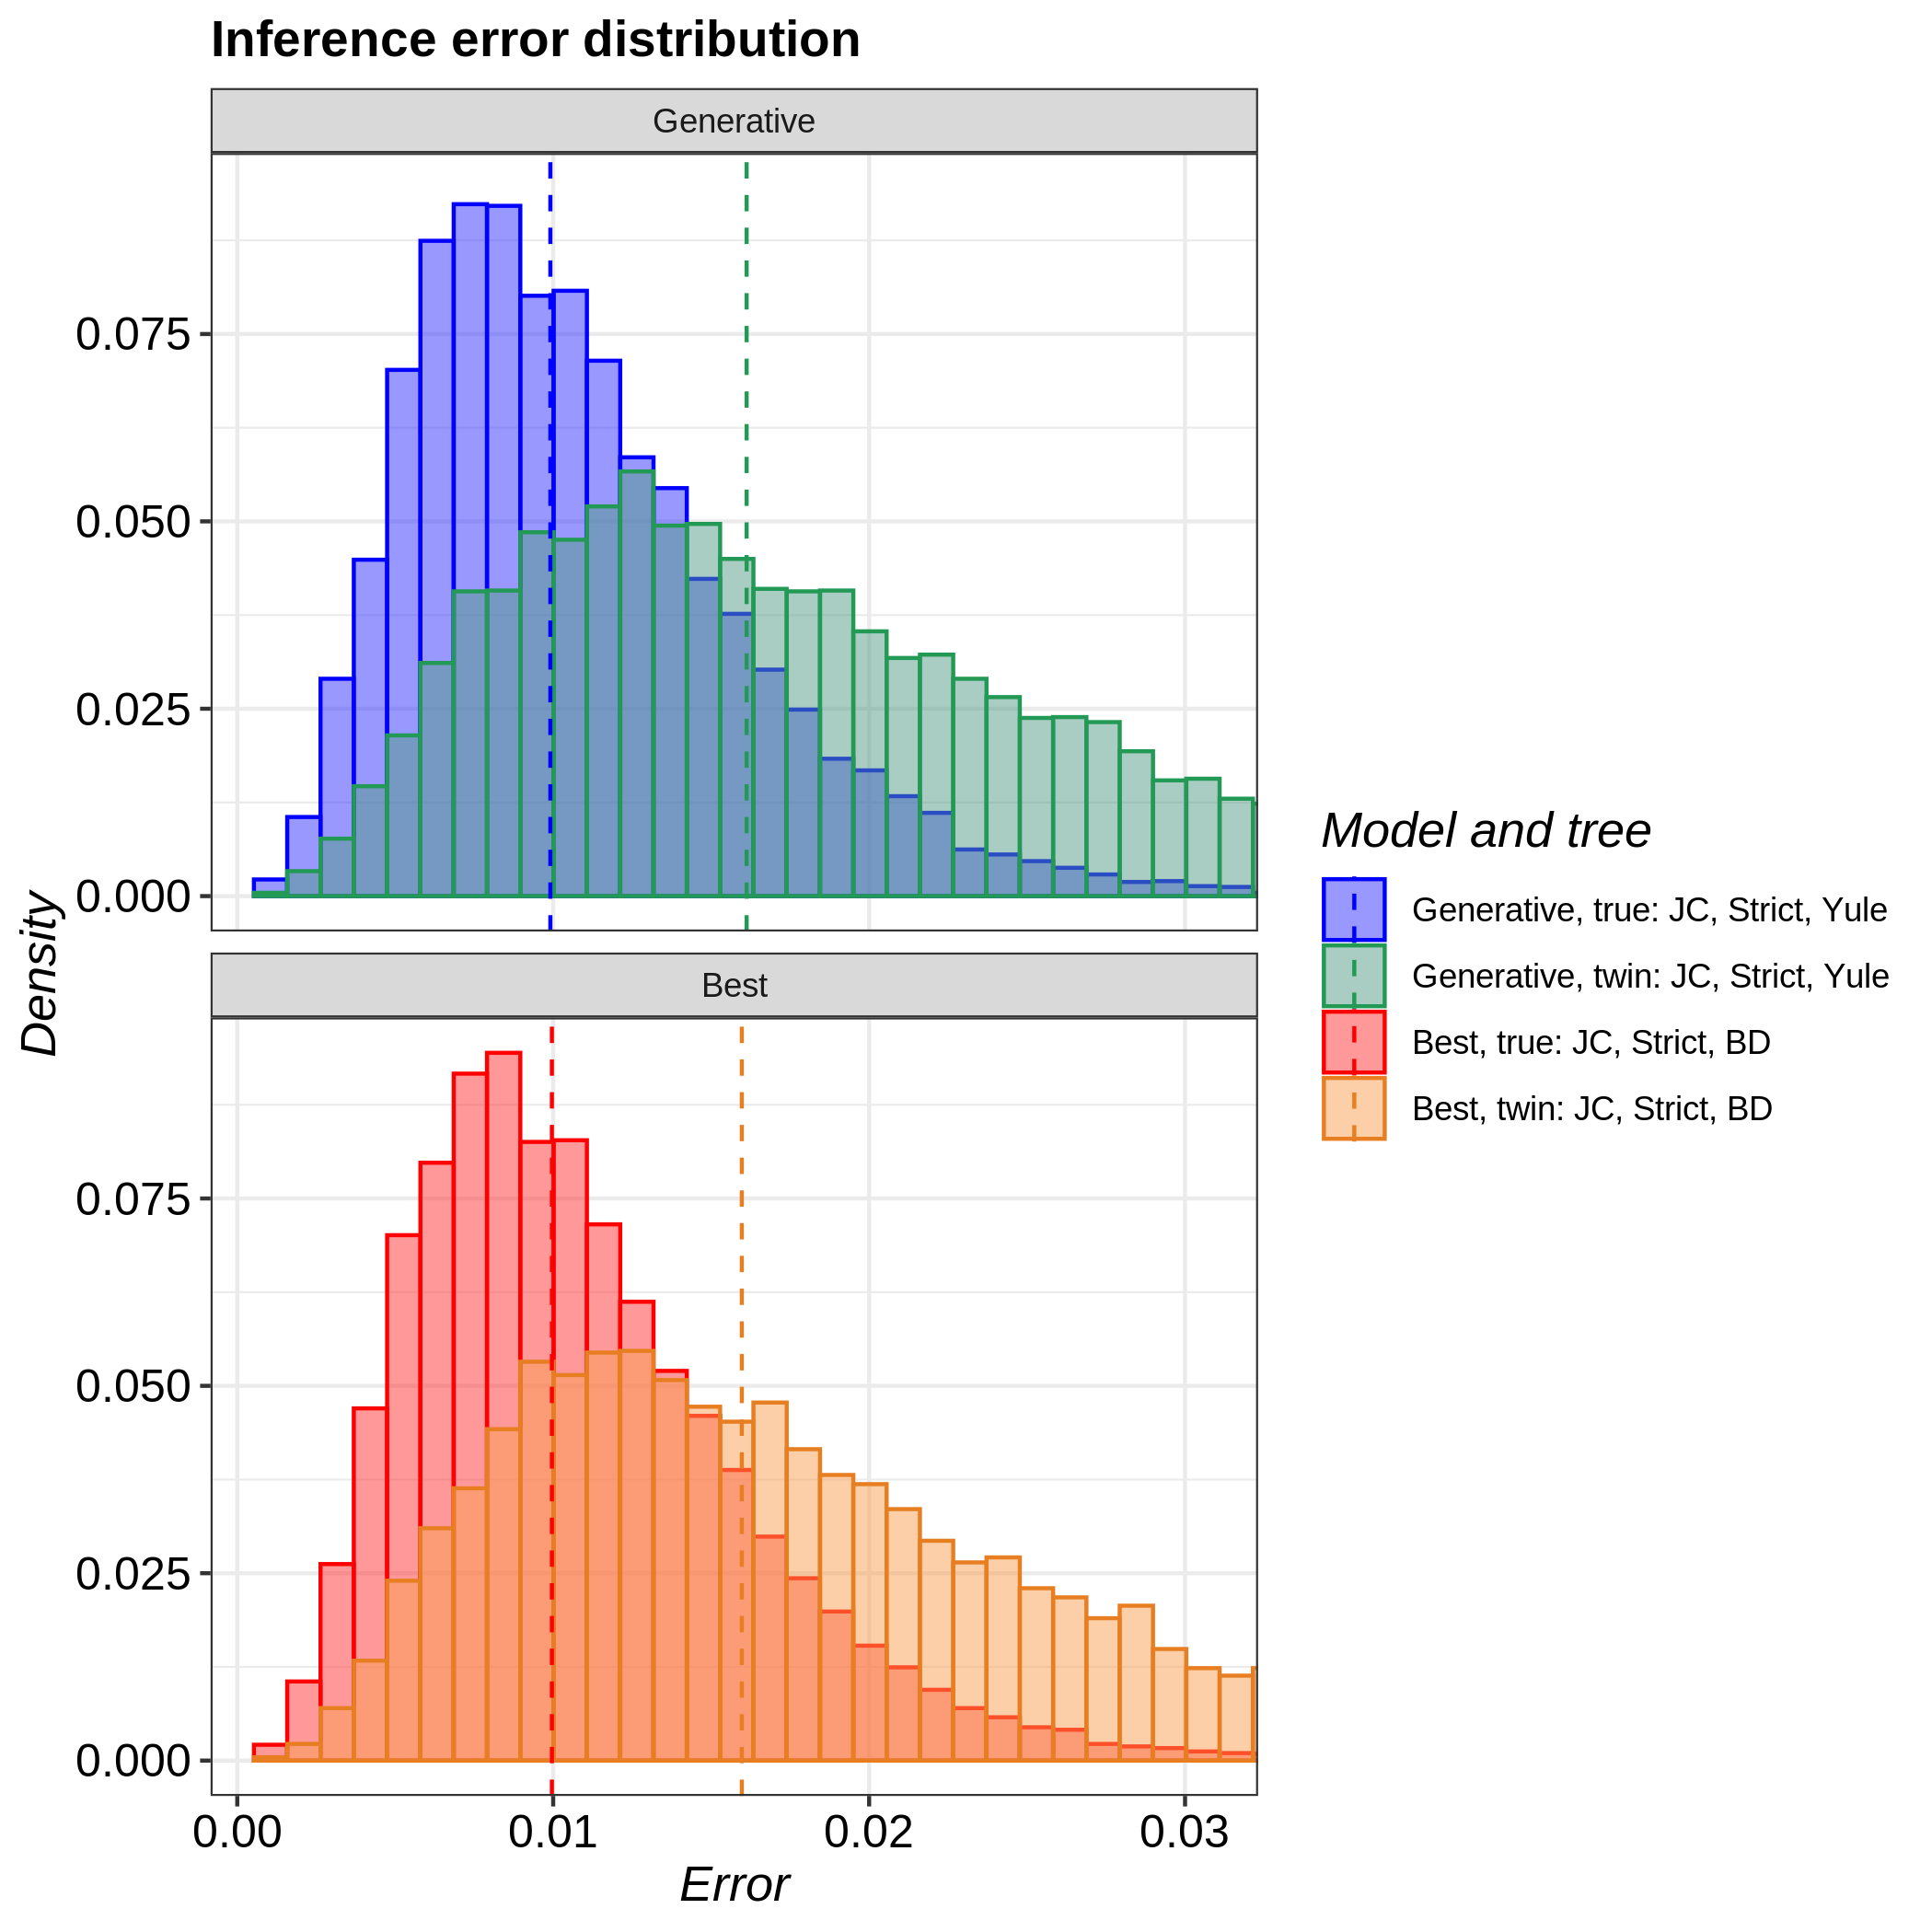 Inference error distribution
Generative
0.075
0.050
0.025
0.000
Best
0.075
0.050
0.025
0.000
0.00
0.01
0.02
0.03
Error
Density
Model and tree
Generative, true: JC, Strict, Yule
Generative, twin: JC, Strict, Yule
Best, true: JC, Strict, BD
Best, twin: JC, Strict, BD